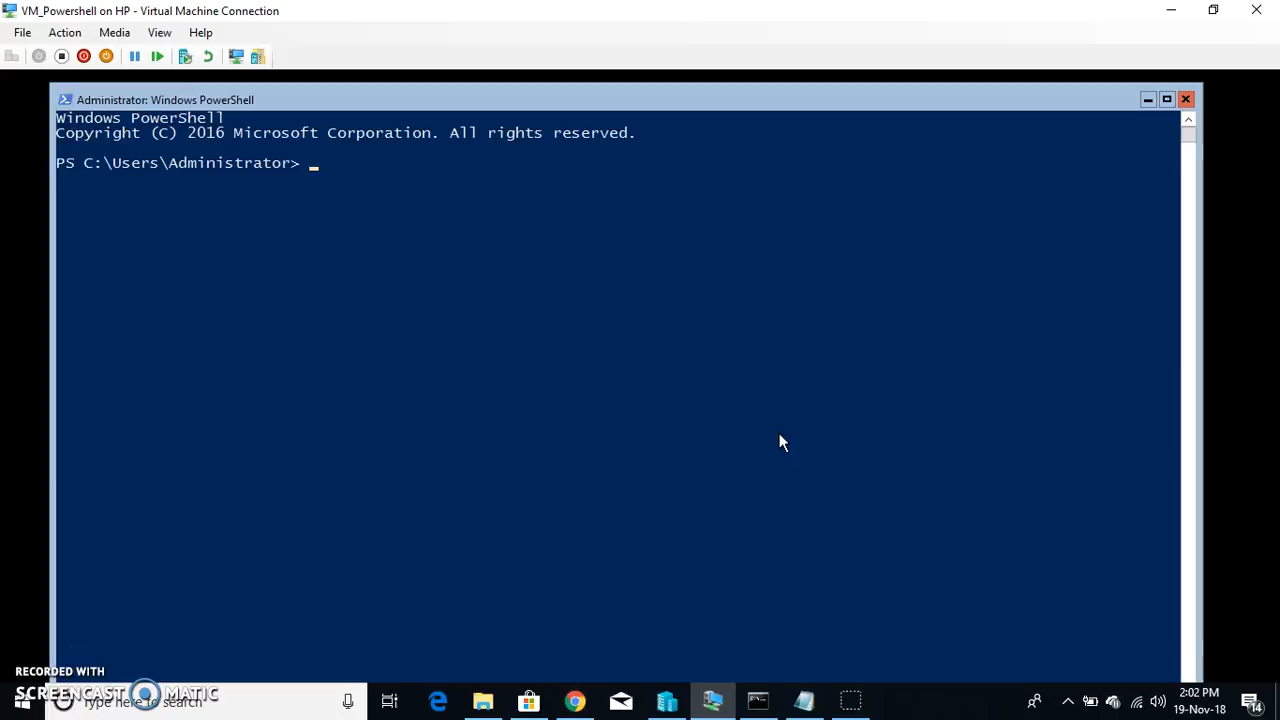 VM_Powershell on HP - Virtual Machine Connection
File Action Media View Help
Administrator: Windows PowerShell
Windows PowerShell
Copyright (C) 2016 Microsoft Corporation. All rights reserved.
PS C:\Users\Administrator> _
RECORDED WITH
SCREENCAST MATIC
Type here to search
2:02 PM
19-Nov-18
14